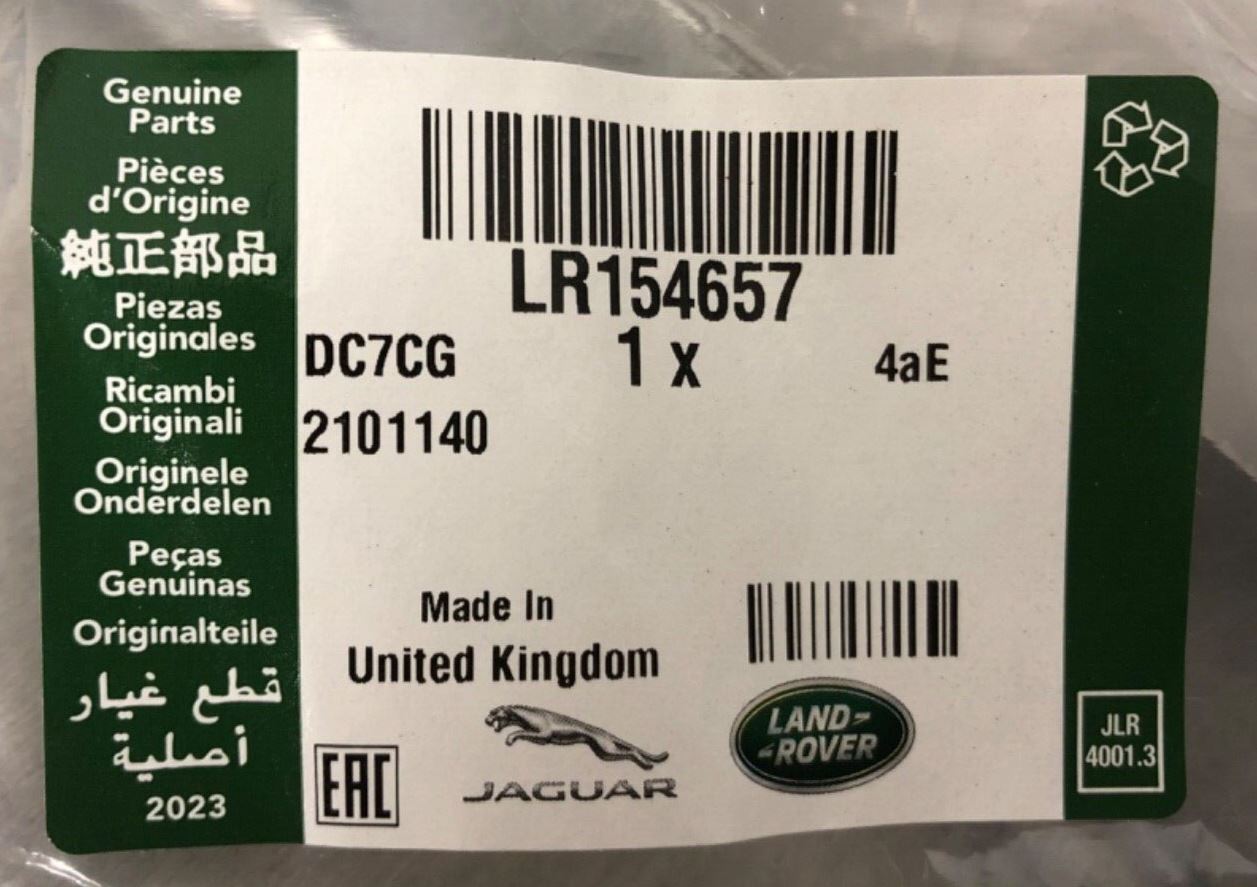 Genuine
Parts
Pièces
d'Origine
純正部品
Piezas
Originales
Ricambi
Originali
Originele
Onderdelen
Peças
Genuinas
Originalteile
قطع غيار
أصلية
2023
LR154657
DC7CG 1 x 4aE
2101140
Made In
United Kingdom
EAC
JAGUAR
LAND-
-ROVER
JLR
4001.3